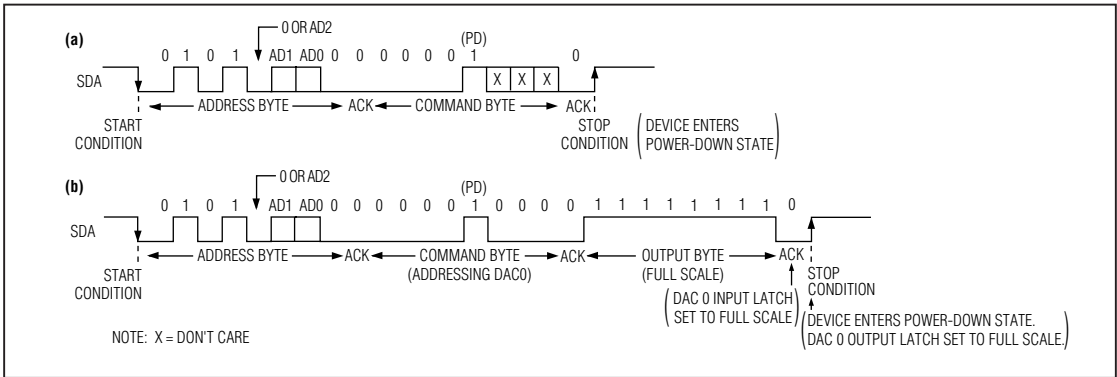 (a)
0 OR AD2
(PD)
0 1 0 1 AD1 AD0 0 0 0 0 0 0 1 0
SDA
X X X
ADDRESS BYTE ACK COMMAND BYTE ACK
START
CONDITION
STOP
CONDITION
(DEVICE ENTERS
POWER-DOWN STATE)
(b)
0 OR AD2
(PD)
0 1 0 1 AD1 AD0 0 0 0 0 0 0 1 0 0 0 0 1 1 1 1 1 1 1 1 0
SDA
ADDRESS BYTE ACK COMMAND BYTE ACK OUTPUT BYTE ACK
(ADDRESSING DAC0) (FULL SCALE)
START
CONDITION
STOP
CONDITION
(DAC 0 INPUT LATCH
SET TO FULL SCALE)
(DEVICE ENTERS POWER-DOWN STATE.
DAC 0 OUTPUT LATCH SET TO FULL SCALE.)
NOTE: X = DON'T CARE